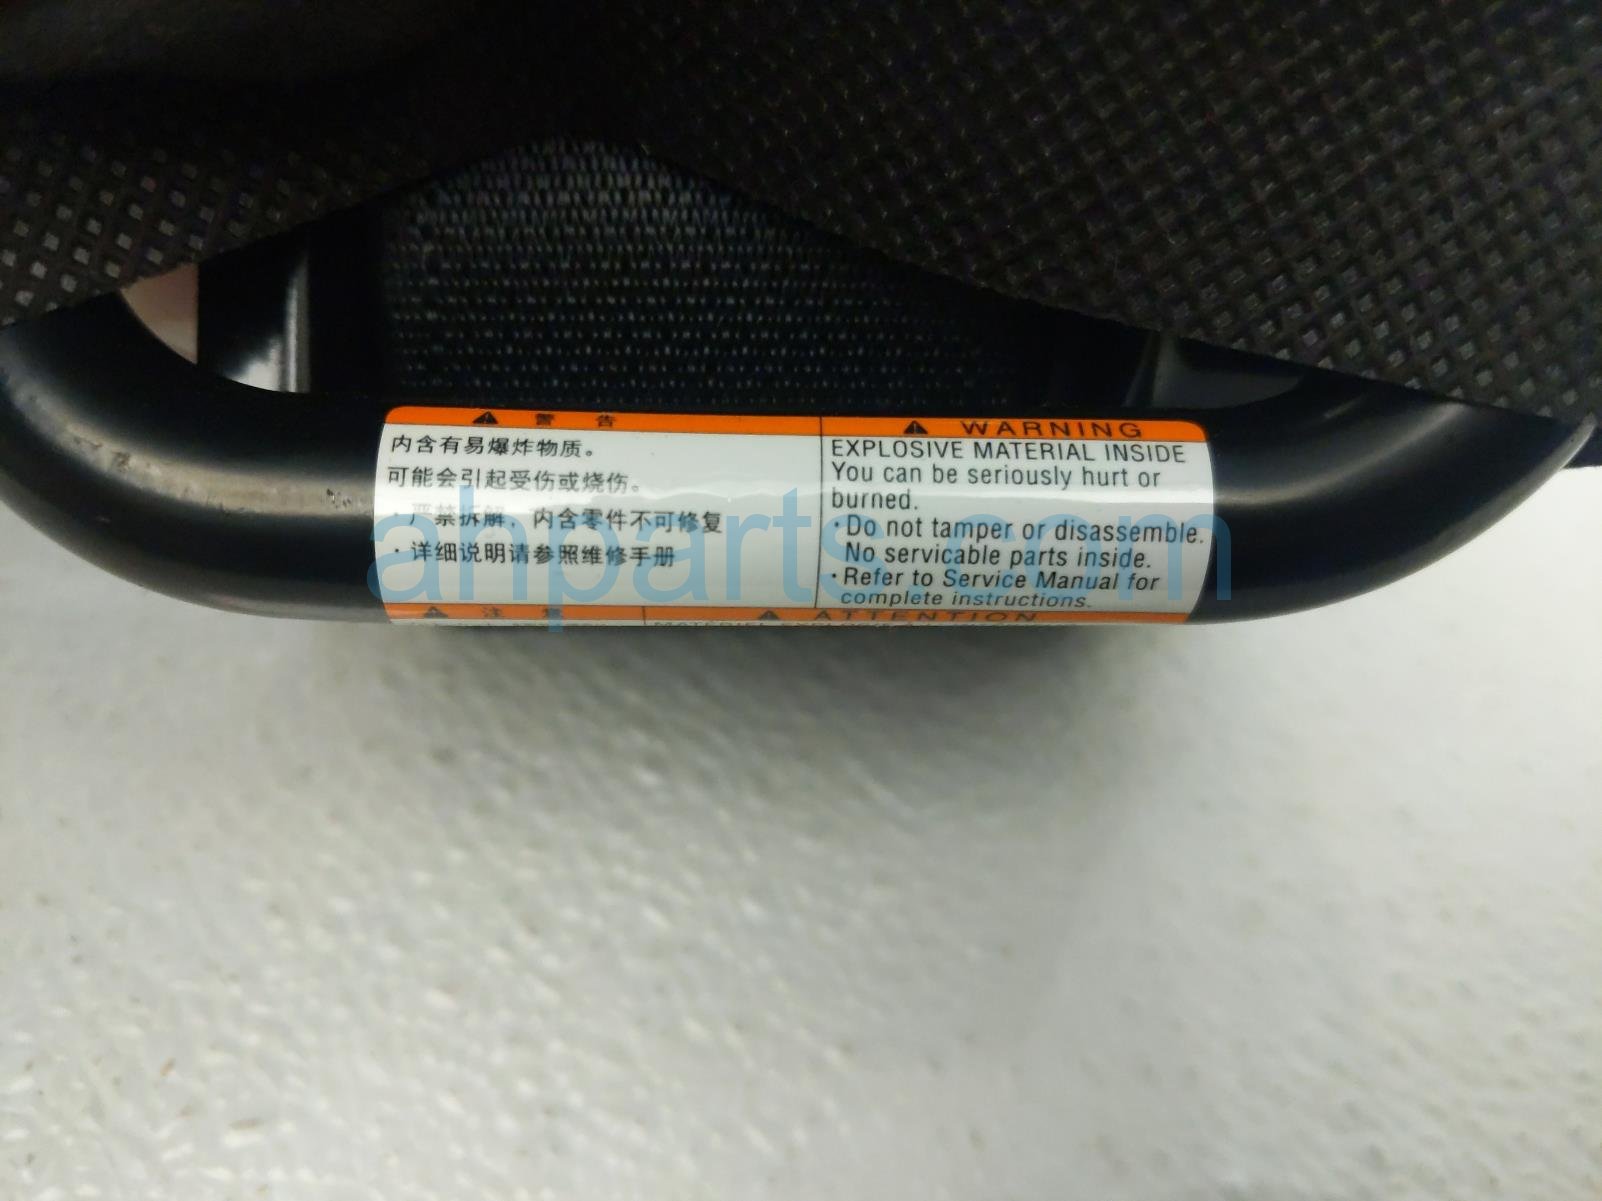 警 告
内含有易爆炸物质。
可能会引起受伤或烧伤。
·严禁拆解，内含零件不可修复
·详细说明请参照维修手册
WARNING
EXPLOSIVE MATERIAL INSIDE
You can be seriously hurt or
burned.
·Do not tamper or disassemble.
No servicable parts inside.
·Refer to Service Manual for
complete instructions.
注 意
ATTENTION
ahparts.com